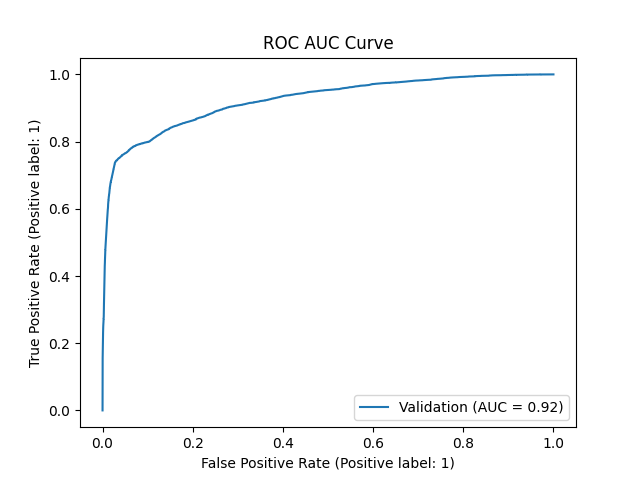 ROC AUC Curve
True Positive Rate (Positive label: 1)
1.0
0.8
0.6
0.4
0.2
0.0
Validation (AUC = 0.92)
0.0 0.2 0.4 0.6 0.8 1.0
False Positive Rate (Positive label: 1)